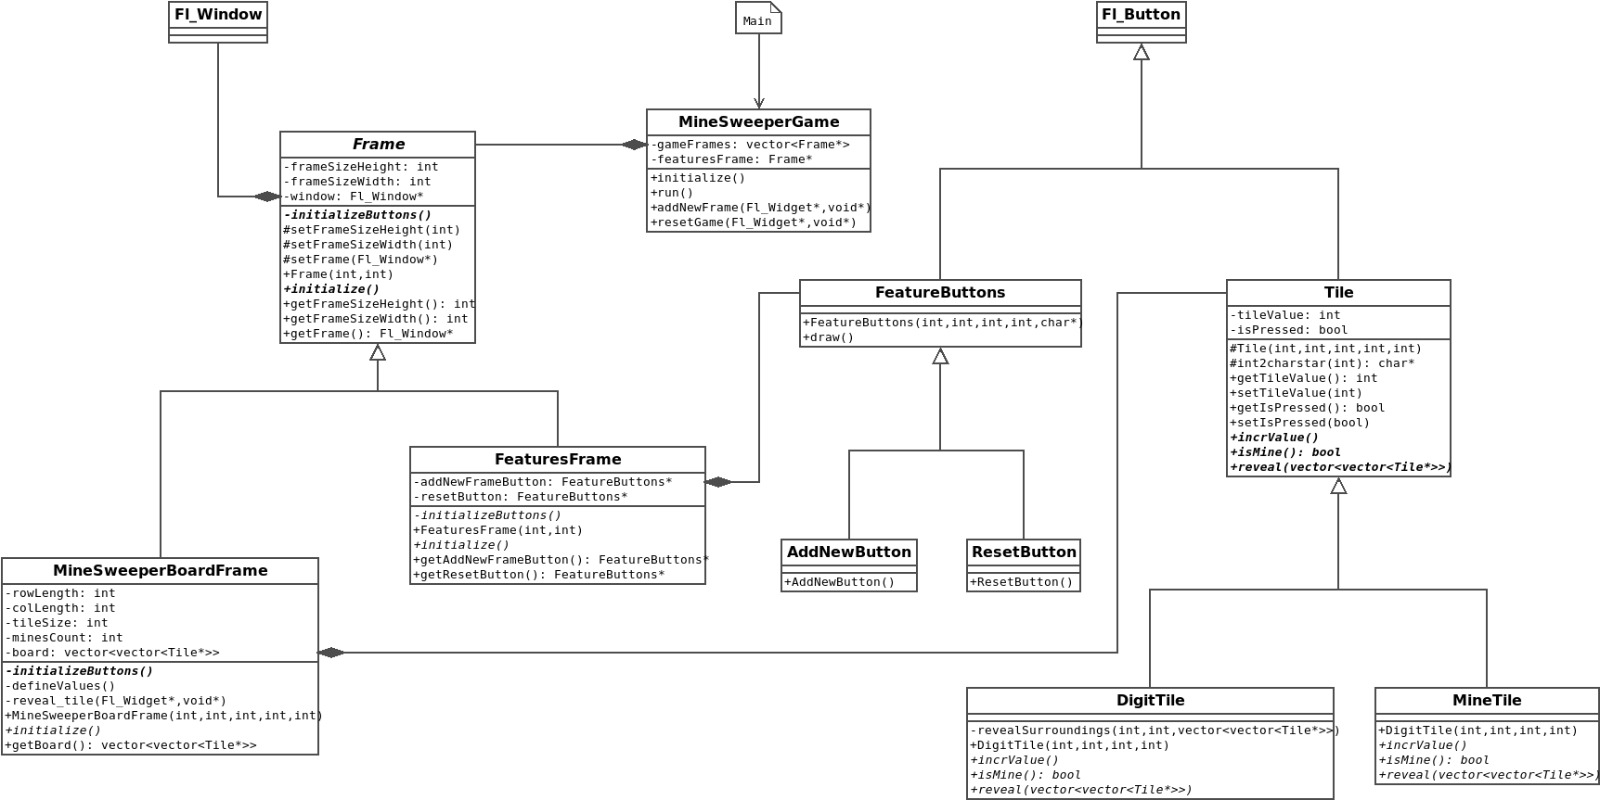 Fl_Window
Main
Fl_Button
MineSweeperGame
-gameFrames: vector<Frame*>
-featuresFrame: Frame*
+initialize()
+run()
+addNewFrame(Fl_Widget*,void*)
+resetGame(Fl_Widget*,void*)
Frame
-frameSizeHeight: int
-frameSizeWidth: int
-window: Fl_Window*
-initializeButtons()
#setFrameSizeHeight(int)
#setFrameSizeWidth(int)
#setFrame(Fl_Window*)
+Frame(int,int)
+initialize()
+getFrameSizeHeight(): int
+getFrameSizeWidth(): int
+getFrame(): Fl_Window*
FeatureButtons
+FeatureButtons(int,int,int,int,char*)
+draw()
Tile
-tileValue: int
-isPressed: bool
#Tile(int,int,int,int,int)
#int2charstar(int): char*
+getTileValue(): int
+setTileValue(int)
+getIsPressed(): bool
+setIsPressed(bool)
+incrValue()
+isMine(): bool
+reveal(vector<vector<Tile*>>)
FeaturesFrame
-addNewFrameButton: FeatureButtons*
-resetButton: FeatureButtons*
-initializeButtons()
+FeaturesFrame(int,int)
+initialize()
+getAddNewFrameButton(): FeatureButtons*
+getResetButton(): FeatureButtons*
AddNewButton
+AddNewButton()
ResetButton
+ResetButton()
MineSweeperBoardFrame
-rowLength: int
-colLength: int
-tileSize: int
-minesCount: int
-board: vector<vector<Tile*>>
-initializeButtons()
-defineValues()
-reveal_tile(Fl_Widget*,void*)
+MineSweeperBoardFrame(int,int,int,int,int)
+initialize()
+getBoard(): vector<vector<Tile*>>
DigitTile
-revealSurroundings(int,int,vector<vector<Tile*>>)
+DigitTile(int,int,int,int)
+incrValue()
+isMine(): bool
+reveal(vector<vector<Tile*>>)
MineTile
+DigitTile(int,int,int,int)
+incrValue()
+isMine(): bool
+reveal(vector<vector<Tile*>>)